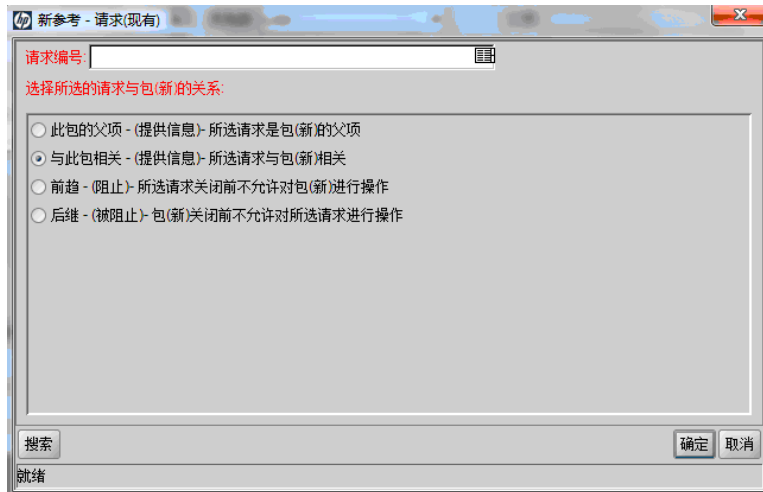 hp 新参考 - 请求(现有)
请求编号:
选择所选的请求与包(新)的关系:
此包的父项 - (提供信息)- 所选请求是包(新)的父项
与此包相关 - (提供信息)- 所选请求与包(新)相关
前趋 - (阻止)- 所选请求关闭前不允许对包(新)进行操作
后继 - (被阻止)- 包(新)关闭前不允许对所选请求进行操作
搜索 确定 取消
就绪